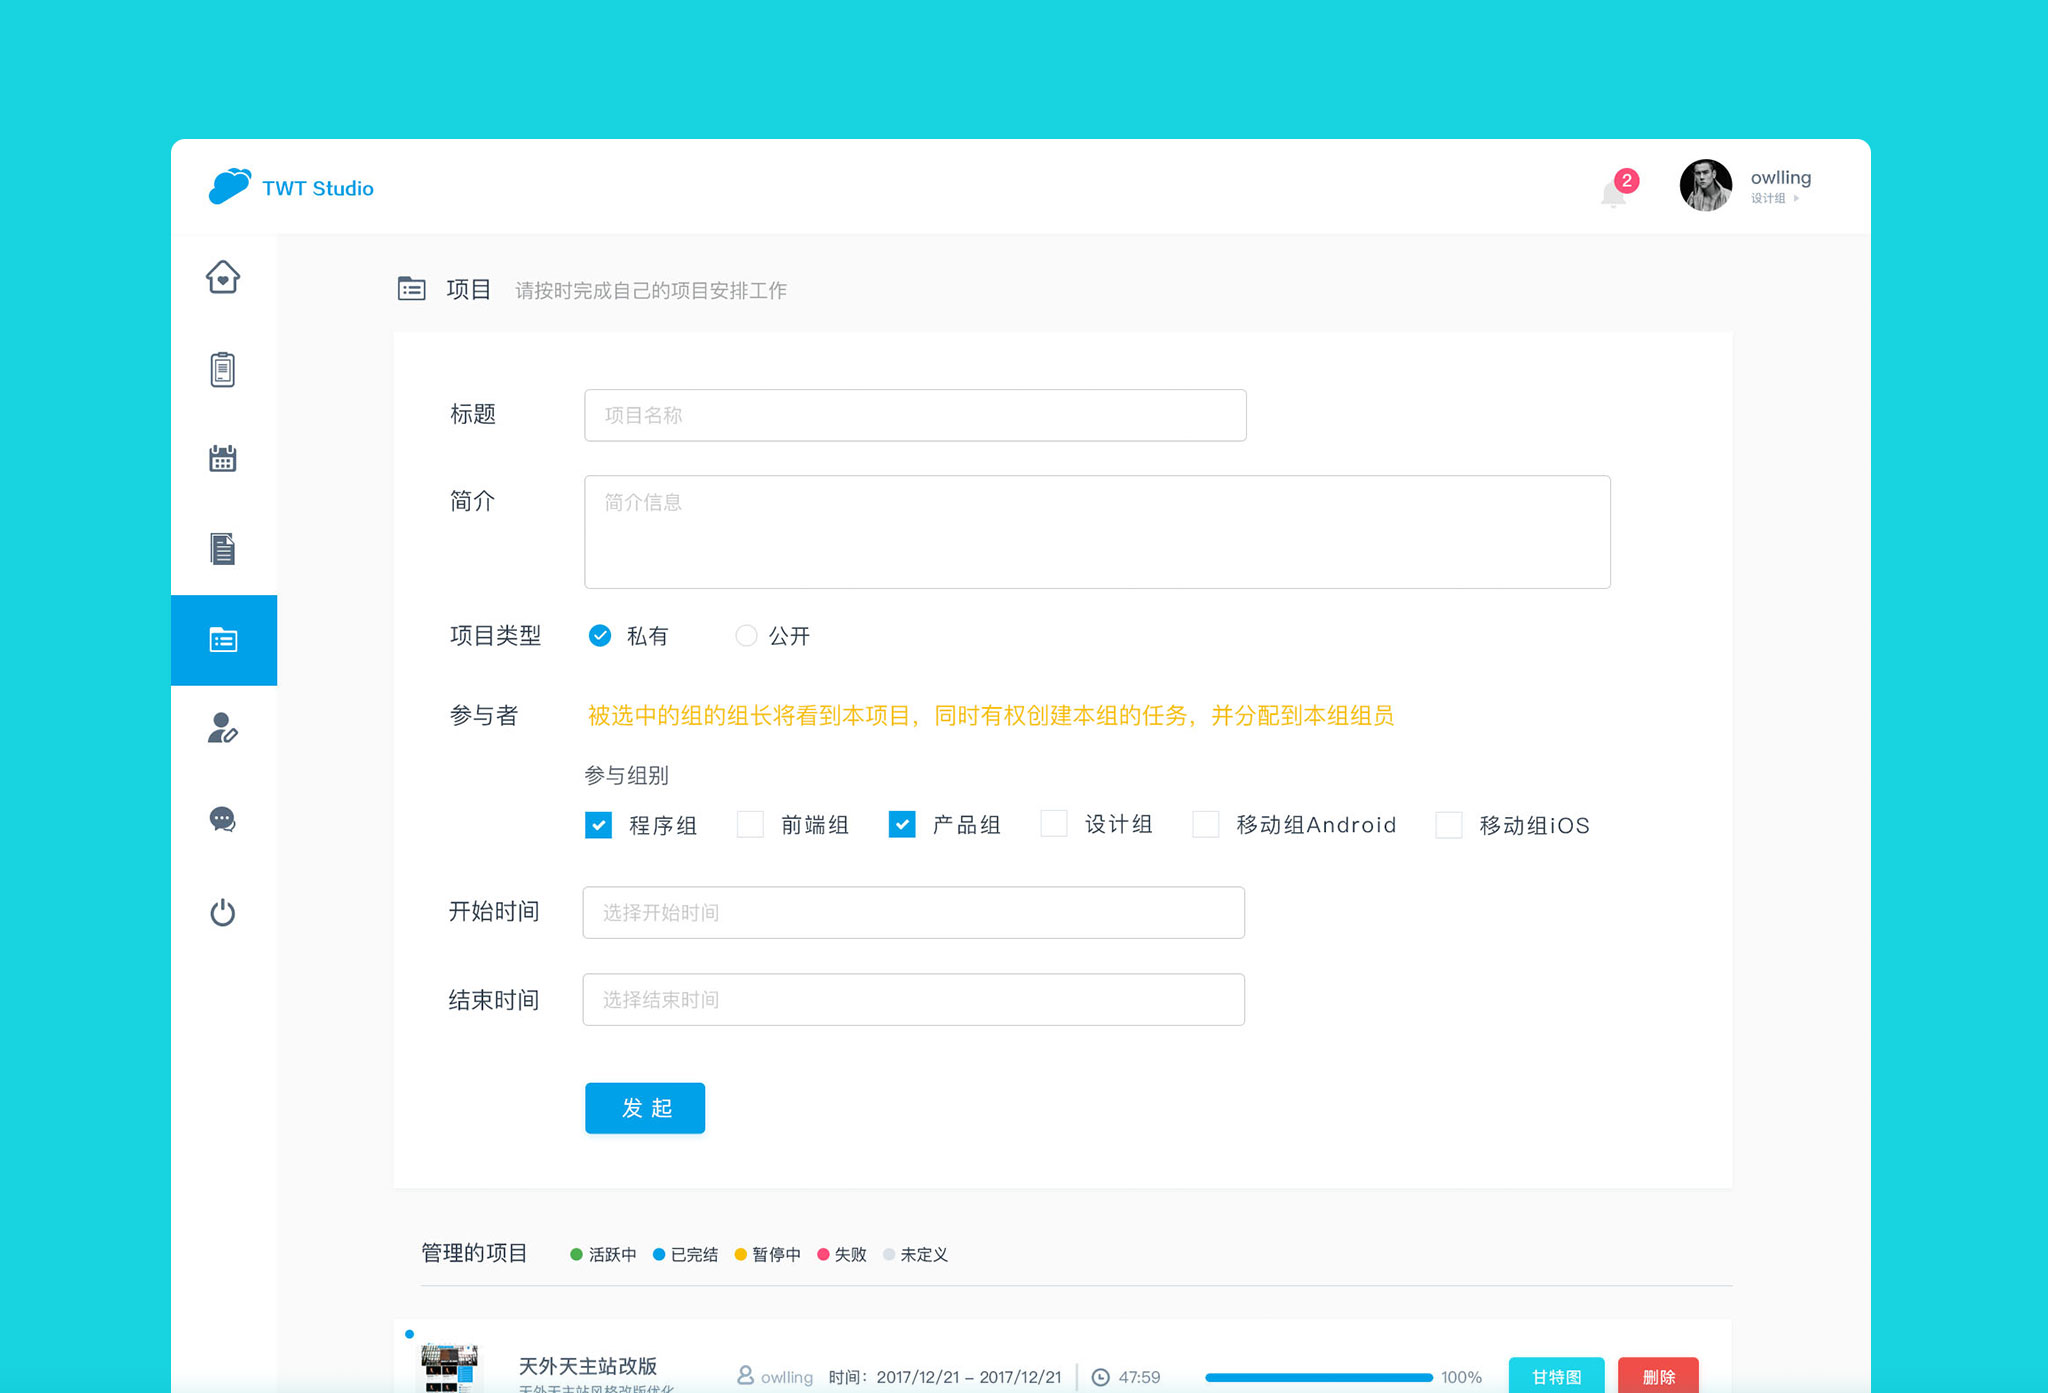 TWT Studio
2
owlling
设计组
项目 请按时完成自己的项目安排工作
标题 项目名称
简介 简介信息
项目类型 私有 公开
参与者 被选中的组的组长将看到本项目，同时有权创建本组的任务，并分配到本组组员
参与组别
程序组 前端组 产品组 设计组 移动组Android 移动组iOS
开始时间 选择开始时间
结束时间 选择结束时间
发起
管理的项目 活跃中 已完结 暂停中 失败 未定义
天外天主站改版 owlling 时间：2017/12/21 – 2017/12/21 47:59 100% 甘特图 删除
天外天主站风格改版优化